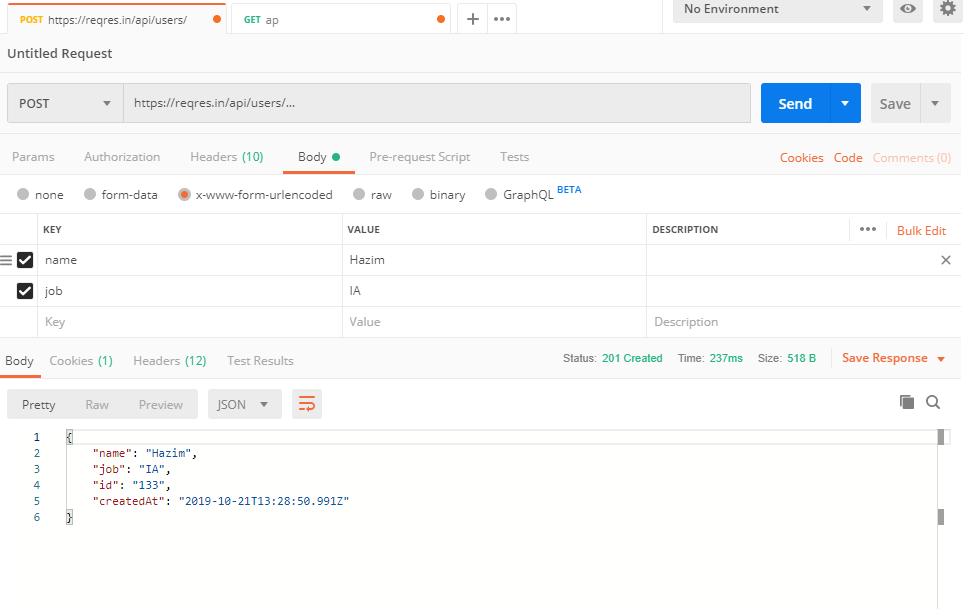 POST https://reqres.in/api/users/ GET ap No Environment
Untitled Request
POST https://reqres.in/api/users/... Send Save
Params Authorization Headers (10) Body Pre-request Script Tests Cookies Code Comments (0)
none form-data x-www-form-urlencoded raw binary GraphQL BETA
KEY VALUE DESCRIPTION Bulk Edit
name Hazim
job IA
Key Value Description
Body Cookies (1) Headers (12) Test Results Status: 201 Created Time: 237ms Size: 518 B Save Response
Pretty Raw Preview JSON
1 {
2 "name": "Hazim",
3 "job": "IA",
4 "id": "133",
5 "createdAt": "2019-10-21T13:28:50.991Z"
6 }